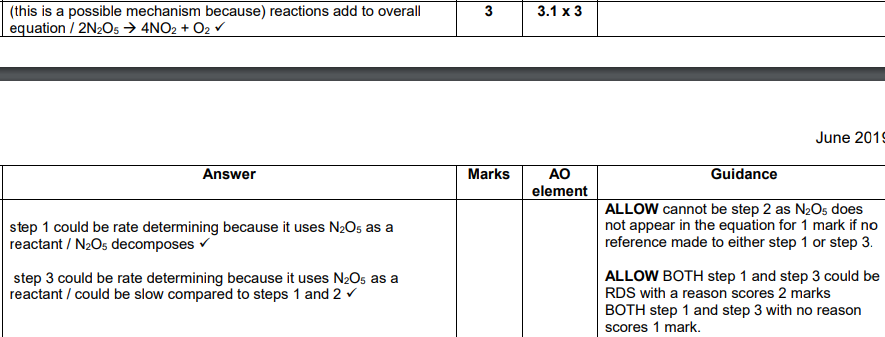 (this is a possible mechanism because) reactions add to overall
equation / 2N₂O₅ → 4NO₂ + O₂ ✓
3
3.1 x 3
June 2019
Answer
Marks
AO
element
Guidance
step 1 could be rate determining because it uses N₂O₅ as a
reactant / N₂O₅ decomposes ✓
step 3 could be rate determining because it uses N₂O₅ as a
reactant / could be slow compared to steps 1 and 2 ✓
ALLOW cannot be step 2 as N₂O₅ does
not appear in the equation for 1 mark if no
reference made to either step 1 or step 3.
ALLOW BOTH step 1 and step 3 could be
RDS with a reason scores 2 marks
BOTH step 1 and step 3 with no reason
scores 1 mark.